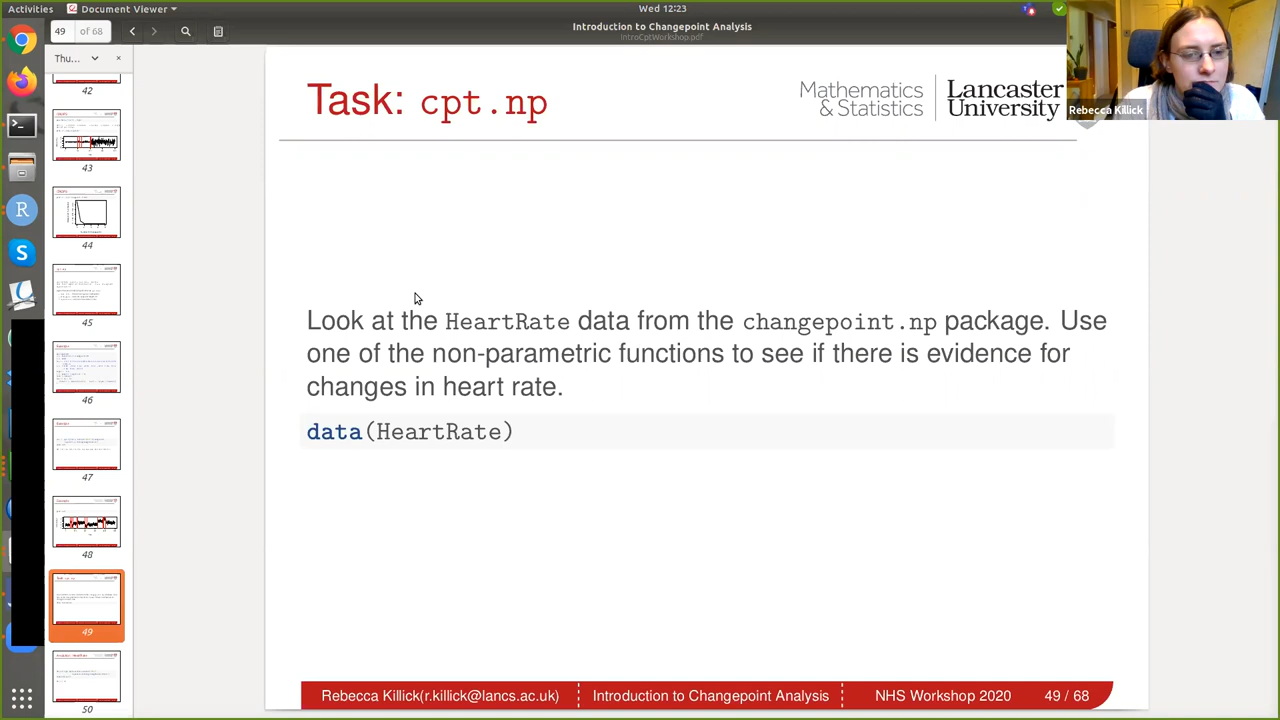 Activities
Document Viewer
Wed 12:23
49
of 68
Introduction to Changepoint Analysis
IntroCptWorkshop.pdf
Thu...
42
43
44
45
46
47
48
49
50
Task: cpt.np
Mathematics
& Statistics
Lancaster
University
Rebecca Killick
Look at the HeartRate data from the changepoint.np package. Use
one of the non-parametric functions to see if there is evidence for
changes in heart rate.
data(HeartRate)
Rebecca Killick(r.killick@lancs.ac.uk)
Introduction to Changepoint Analysis
NHS Workshop 2020
49 / 68